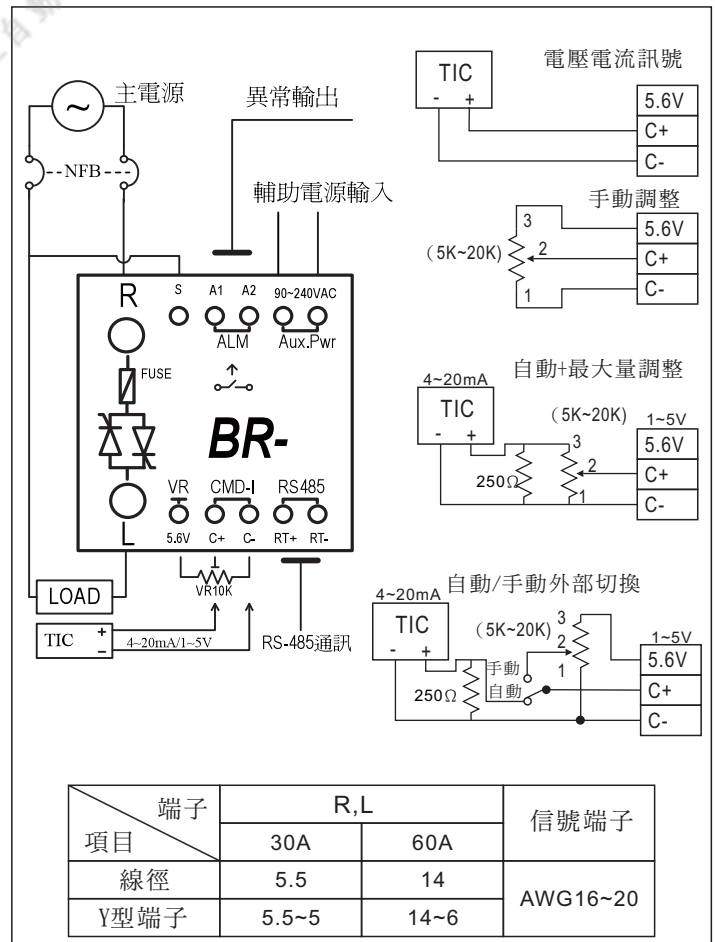 主電源
異常輸出
NFB
輔助電源輸入
R
S
A1
A2
90~240VAC
ALM
Aux.Pwr
FUSE
BR-
VR
CMD-I
RS485
L
5.6V
C+
C-
RT+
RT-
VR10K
LOAD
TIC
+
-
4~20mA/1~5V
RS-485通訊
電壓電流訊號
TIC
- +
5.6V
C+
C-
手動調整
(5K~20K)
3
2
1
5.6V
C+
C-
自動+最大量調整
4~20mA
TIC
- +
(5K~20K)
250Ω
3
2
1
1~5V
5.6V
C+
C-
自動/手動外部切換
4~20mA
TIC
- +
(5K~20K)
3
2
1
250Ω
手動
自動
1~5V
5.6V
C+
C-
端子
項目
R,L
信號端子
30A
60A
線徑
5.5
14
AWG16~20
Y型端子
5.5~5
14~6